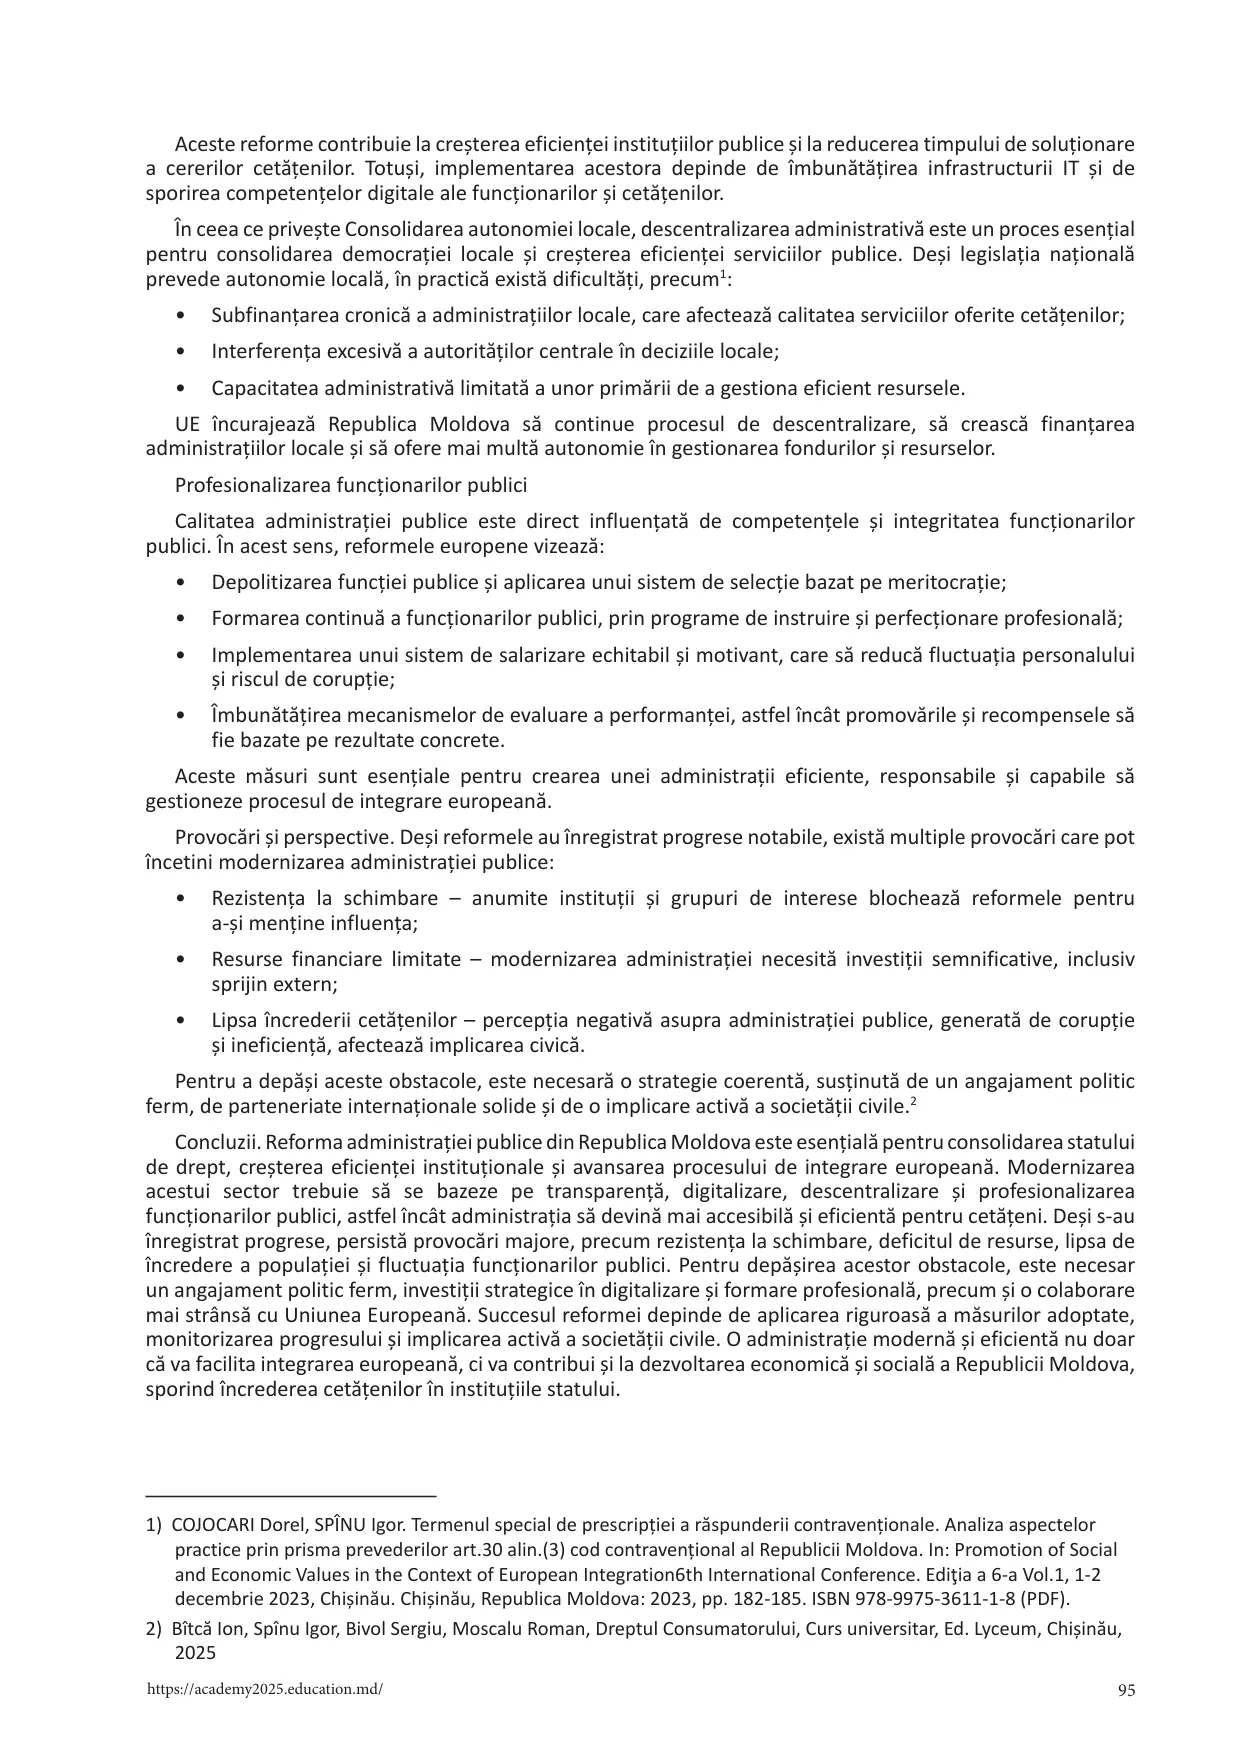 Aceste reforme contribuie la creșterea eficienței instituțiilor publice și la reducerea timpului de soluționare
a cererilor cetățenilor. Totuși, implementarea acestora depinde de îmbunătățirea infrastructurii IT și de
sporirea competențelor digitale ale funcționarilor și cetățenilor.
În ceea ce privește Consolidarea autonomiei locale, descentralizarea administrativă este un proces esențial
pentru consolidarea democrației locale și creșterea eficienței serviciilor publice. Deși legislația națională
prevede autonomie locală, în practică există dificultăți, precum¹:
• Subfinanțarea cronică a administrațiilor locale, care afectează calitatea serviciilor oferite cetățenilor;
• Interferența excesivă a autorităților centrale în deciziile locale;
• Capacitatea administrativă limitată a unor primării de a gestiona eficient resursele.
UE încurajează Republica Moldova să continue procesul de descentralizare, să crească finanțarea
administrațiilor locale și să ofere mai multă autonomie în gestionarea fondurilor și resurselor.
Profesionalizarea funcționarilor publici
Calitatea administrației publice este direct influențată de competențele și integritatea funcționarilor
publici. În acest sens, reformele europene vizează:
• Depolitizarea funcției publice și aplicarea unui sistem de selecție bazat pe meritocrație;
• Formarea continuă a funcționarilor publici, prin programe de instruire și perfecționare profesională;
• Implementarea unui sistem de salarizare echitabil și motivant, care să reducă fluctuația personalului
și riscul de corupție;
• Îmbunătățirea mecanismelor de evaluare a performanței, astfel încât promovările și recompensele să
fie bazate pe rezultate concrete.
Aceste măsuri sunt esențiale pentru crearea unei administrații eficiente, responsabile și capabile să
gestioneze procesul de integrare europeană.
Provocări și perspective. Deși reformele au înregistrat progrese notabile, există multiple provocări care pot
încetini modernizarea administrației publice:
• Rezistența la schimbare – anumite instituții și grupuri de interese blochează reformele pentru
a-și menține influența;
• Resurse financiare limitate – modernizarea administrației necesită investiții semnificative, inclusiv
sprijin extern;
• Lipsa încrederii cetățenilor – percepția negativă asupra administrației publice, generată de corupție
și ineficiență, afectează implicarea civică.
Pentru a depăși aceste obstacole, este necesară o strategie coerentă, susținută de un angajament politic
ferm, de parteneriate internaționale solide și de o implicare activă a societății civile.²
Concluzii. Reforma administrației publice din Republica Moldova este esențială pentru consolidarea statului
de drept, creșterea eficienței instituționale și avansarea procesului de integrare europeană. Modernizarea
acestui sector trebuie să se bazeze pe transparență, digitalizare, descentralizare și profesionalizarea
funcționarilor publici, astfel încât administrația să devină mai accesibilă și eficientă pentru cetățeni. Deși s-au
înregistrat progrese, persistă provocări majore, precum rezistența la schimbare, deficitul de resurse, lipsa de
încredere a populației și fluctuația funcționarilor publici. Pentru depășirea acestor obstacole, este necesar
un angajament politic ferm, investiții strategice în digitalizare și formare profesională, precum și o colaborare
mai strânsă cu Uniunea Europeană. Succesul reformei depinde de aplicarea riguroasă a măsurilor adoptate,
monitorizarea progresului și implicarea activă a societății civile. O administrație modernă și eficientă nu doar
că va facilita integrarea europeană, ci va contribui și la dezvoltarea economică și socială a Republicii Moldova,
sporind încrederea cetățenilor în instituțiile statului.
1) COJOCARI Dorel, SPÎNU Igor. Termenul special de prescripției a răspunderii contravenționale. Analiza aspectelor
practice prin prisma prevederilor art.30 alin.(3) cod contravențional al Republicii Moldova. In: Promotion of Social
and Economic Values in the Context of European Integration6th International Conference. Ediţia a 6-a Vol.1, 1-2
decembrie 2023, Chișinău. Chișinău, Republica Moldova: 2023, pp. 182-185. ISBN 978-9975-3611-1-8 (PDF).
2) Bîtcă Ion, Spînu Igor, Bivol Sergiu, Moscalu Roman, Dreptul Consumatorului, Curs universitar, Ed. Lyceum, Chișinău,
2025
https://academy2025.education.md/
95